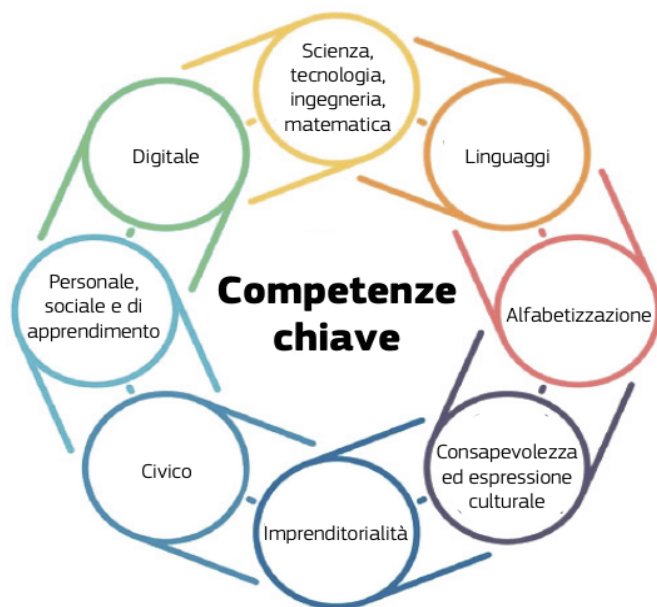 Scienza,
tecnologia,
ingegneria,
matematica
Linguaggi
Alfabetizzazione
Consapevolezza
ed espressione
culturale
Imprenditorialità
Civico
Personale,
sociale e di
apprendimento
Digitale
Competenze
chiave